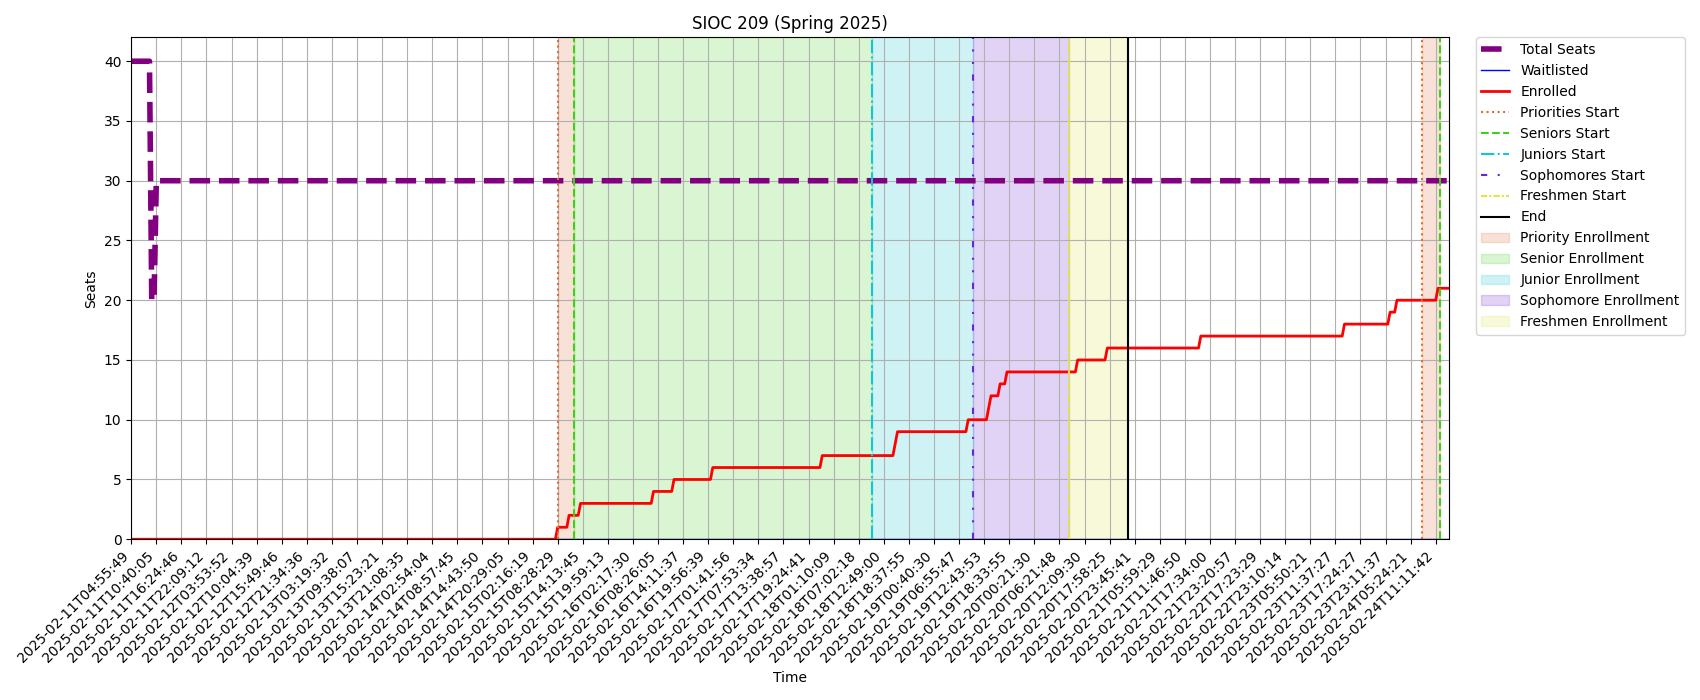 SIOC 209 (Spring 2025)
Seats
40
35
30
25
20
15
10
5
0
2025-02-11T04:55:49
2025-02-11T10:40:05
2025-02-11T16:24:46
2025-02-11T22:09:12
2025-02-12T03:53:52
2025-02-12T10:04:39
2025-02-12T15:49:46
2025-02-12T21:34:36
2025-02-13T03:19:32
2025-02-13T09:38:07
2025-02-13T15:23:21
2025-02-13T21:08:35
2025-02-14T02:54:04
2025-02-14T08:57:45
2025-02-14T14:43:50
2025-02-14T20:29:05
2025-02-15T02:16:19
2025-02-15T08:28:29
2025-02-15T14:13:45
2025-02-15T19:59:13
2025-02-16T02:17:30
2025-02-16T08:26:05
2025-02-16T14:11:37
2025-02-16T19:56:39
2025-02-17T01:41:56
2025-02-17T07:53:34
2025-02-17T13:38:57
2025-02-17T19:24:41
2025-02-18T01:10:09
2025-02-18T07:02:18
2025-02-18T12:49:00
2025-02-18T18:37:55
2025-02-19T00:40:30
2025-02-19T06:55:47
2025-02-19T12:43:53
2025-02-19T18:33:55
2025-02-20T00:21:30
2025-02-20T06:21:48
2025-02-20T12:09:30
2025-02-20T17:58:25
2025-02-20T23:45:41
2025-02-21T05:59:29
2025-02-21T11:46:50
2025-02-21T17:34:00
2025-02-21T23:20:57
2025-02-22T17:23:29
2025-02-22T23:10:14
2025-02-23T05:50:21
2025-02-23T11:37:27
2025-02-23T17:24:27
2025-02-23T23:11:37
2025-02-24T05:24:21
2025-02-24T11:11:42
Time
Total Seats
Waitlisted
Enrolled
Priorities Start
Seniors Start
Juniors Start
Sophomores Start
Freshmen Start
End
Priority Enrollment
Senior Enrollment
Junior Enrollment
Sophomore Enrollment
Freshmen Enrollment